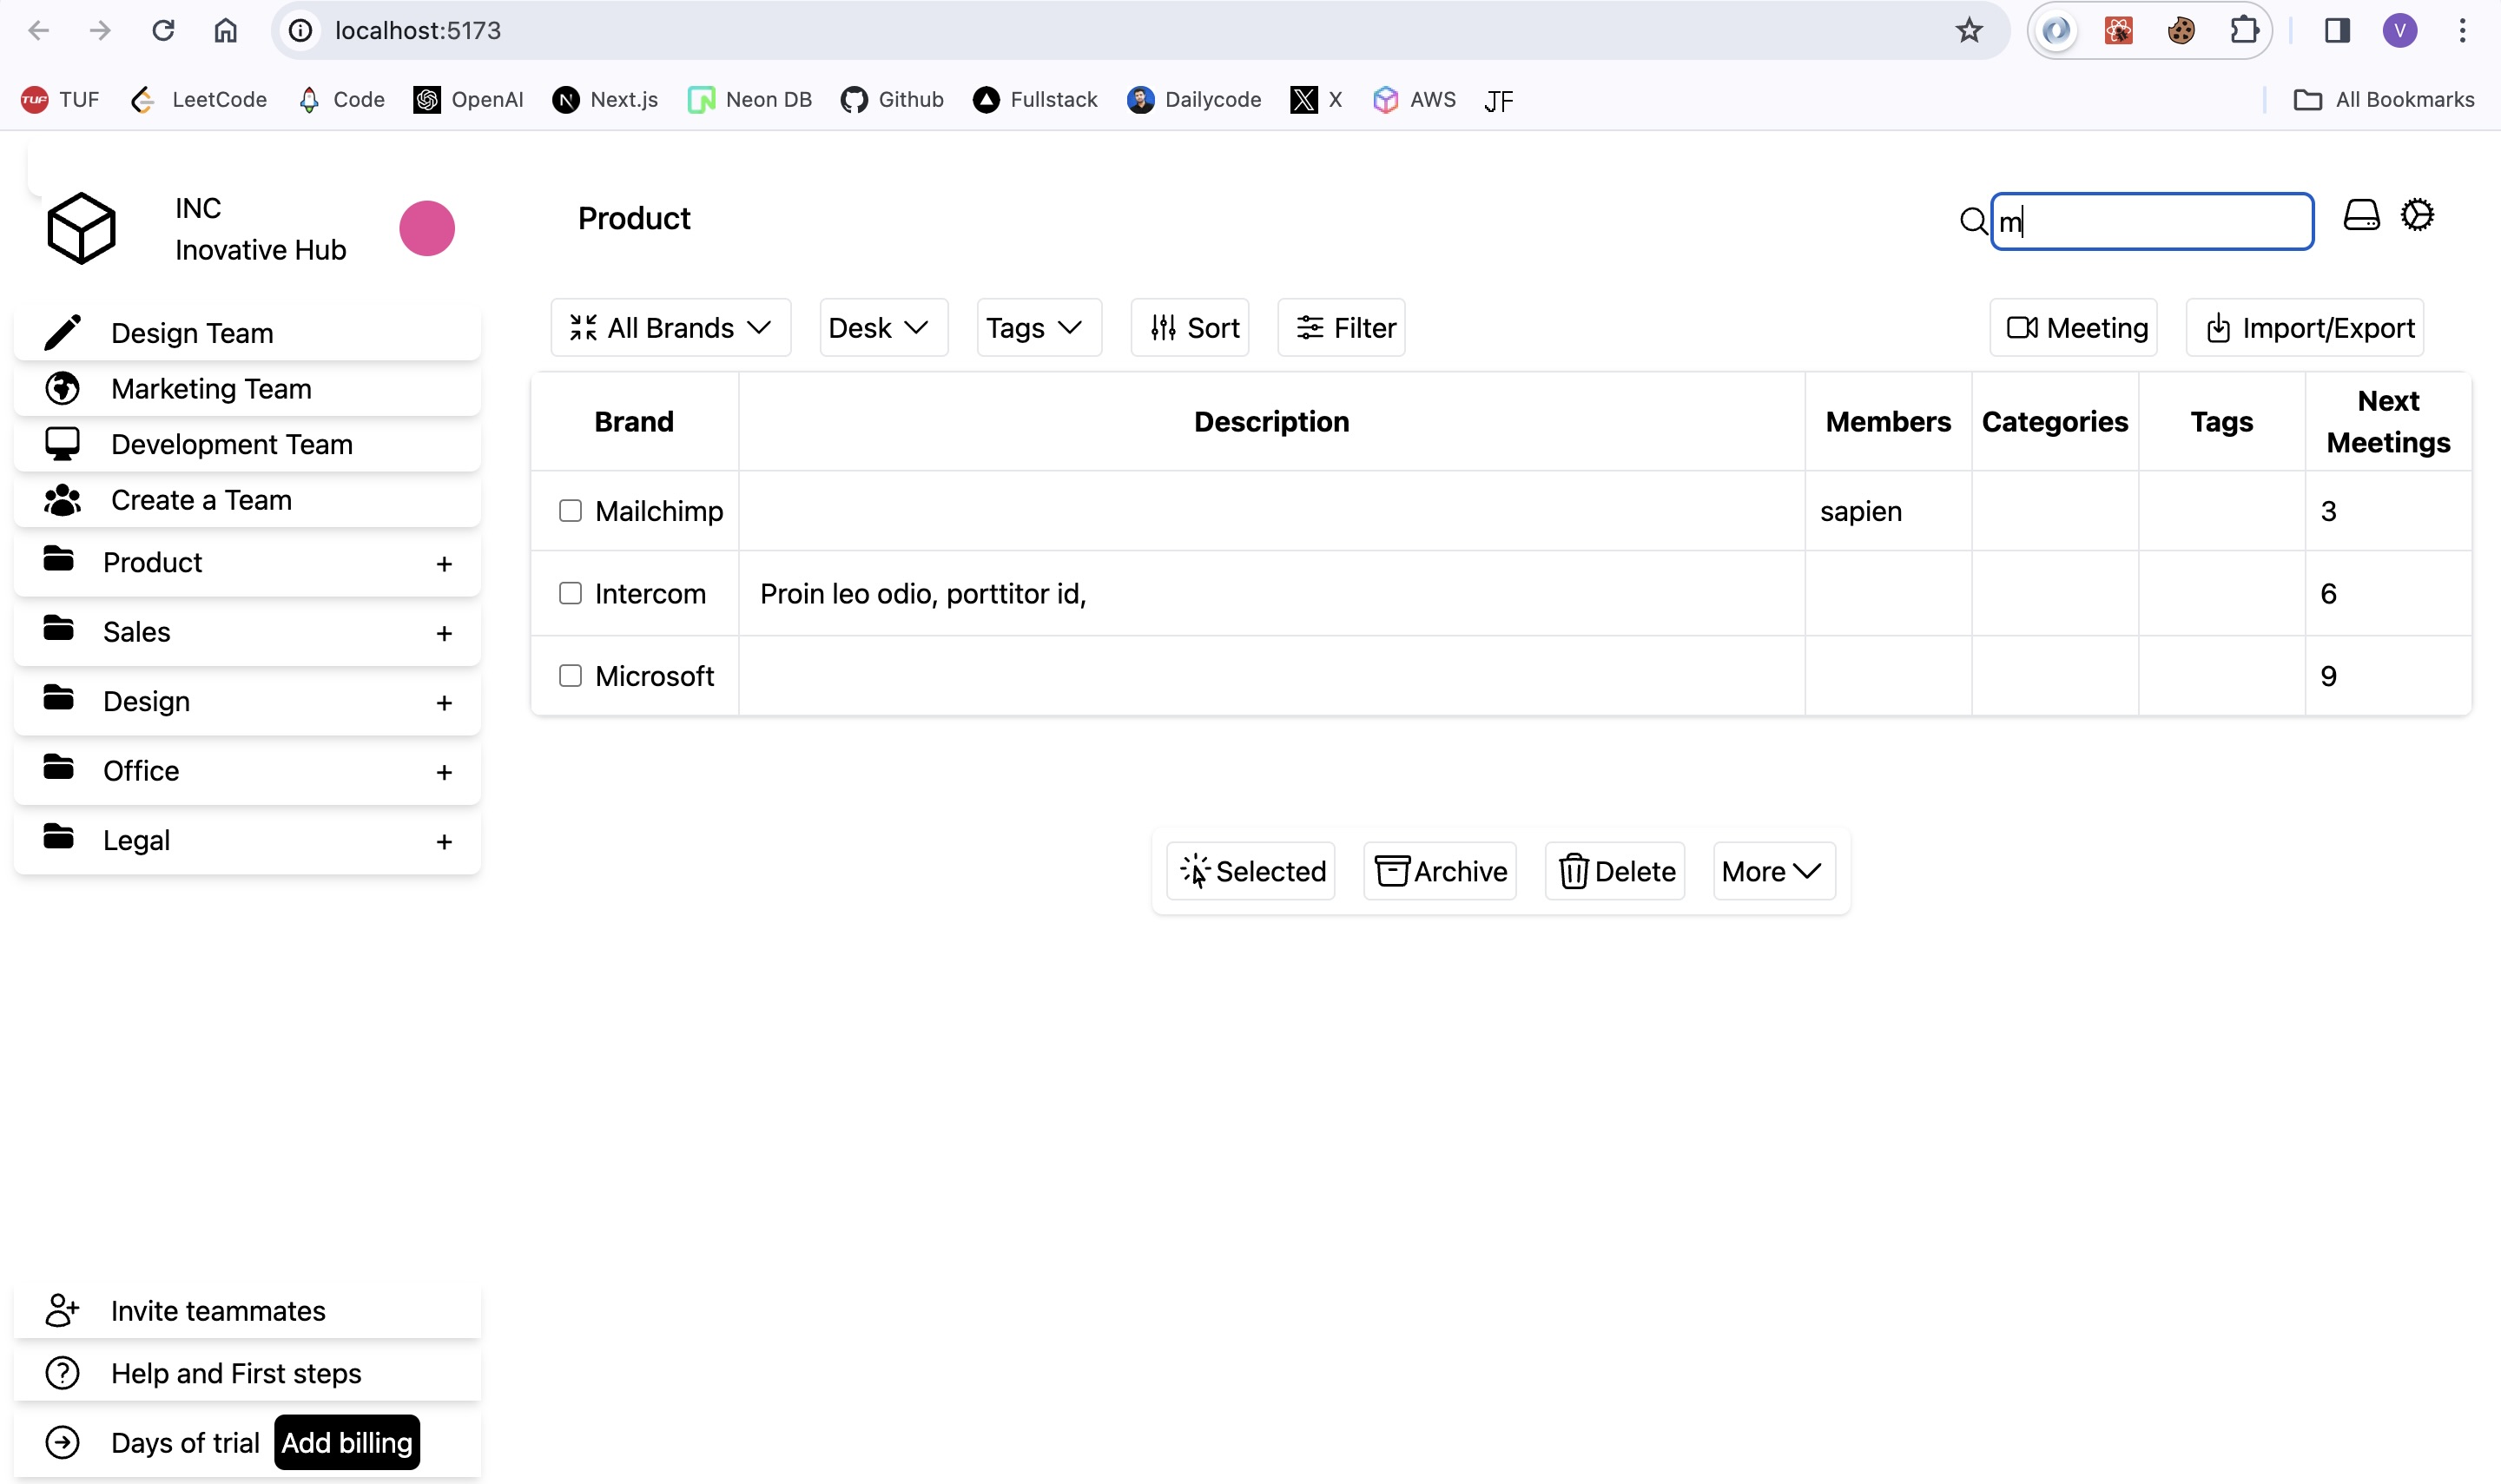 localhost:5173
V
TUF TUF LeetCode Code OpenAI N Next.js Neon DB Github Fullstack Dailycode X AWS JF All Bookmarks
INC
Inovative Hub
Product
m
Design Team
Marketing Team
Development Team
Create a Team
Product +
Sales +
Design +
Office +
Legal +
Invite teammates
? Help and First steps
Days of trial Add billing
All Brands Desk Tags Sort Filter Meeting Import/Export
Brand Description Members Categories Tags Next Meetings
Mailchimp sapien 3
Intercom Proin leo odio, porttitor id, 6
Microsoft 9
Selected Archive Delete More